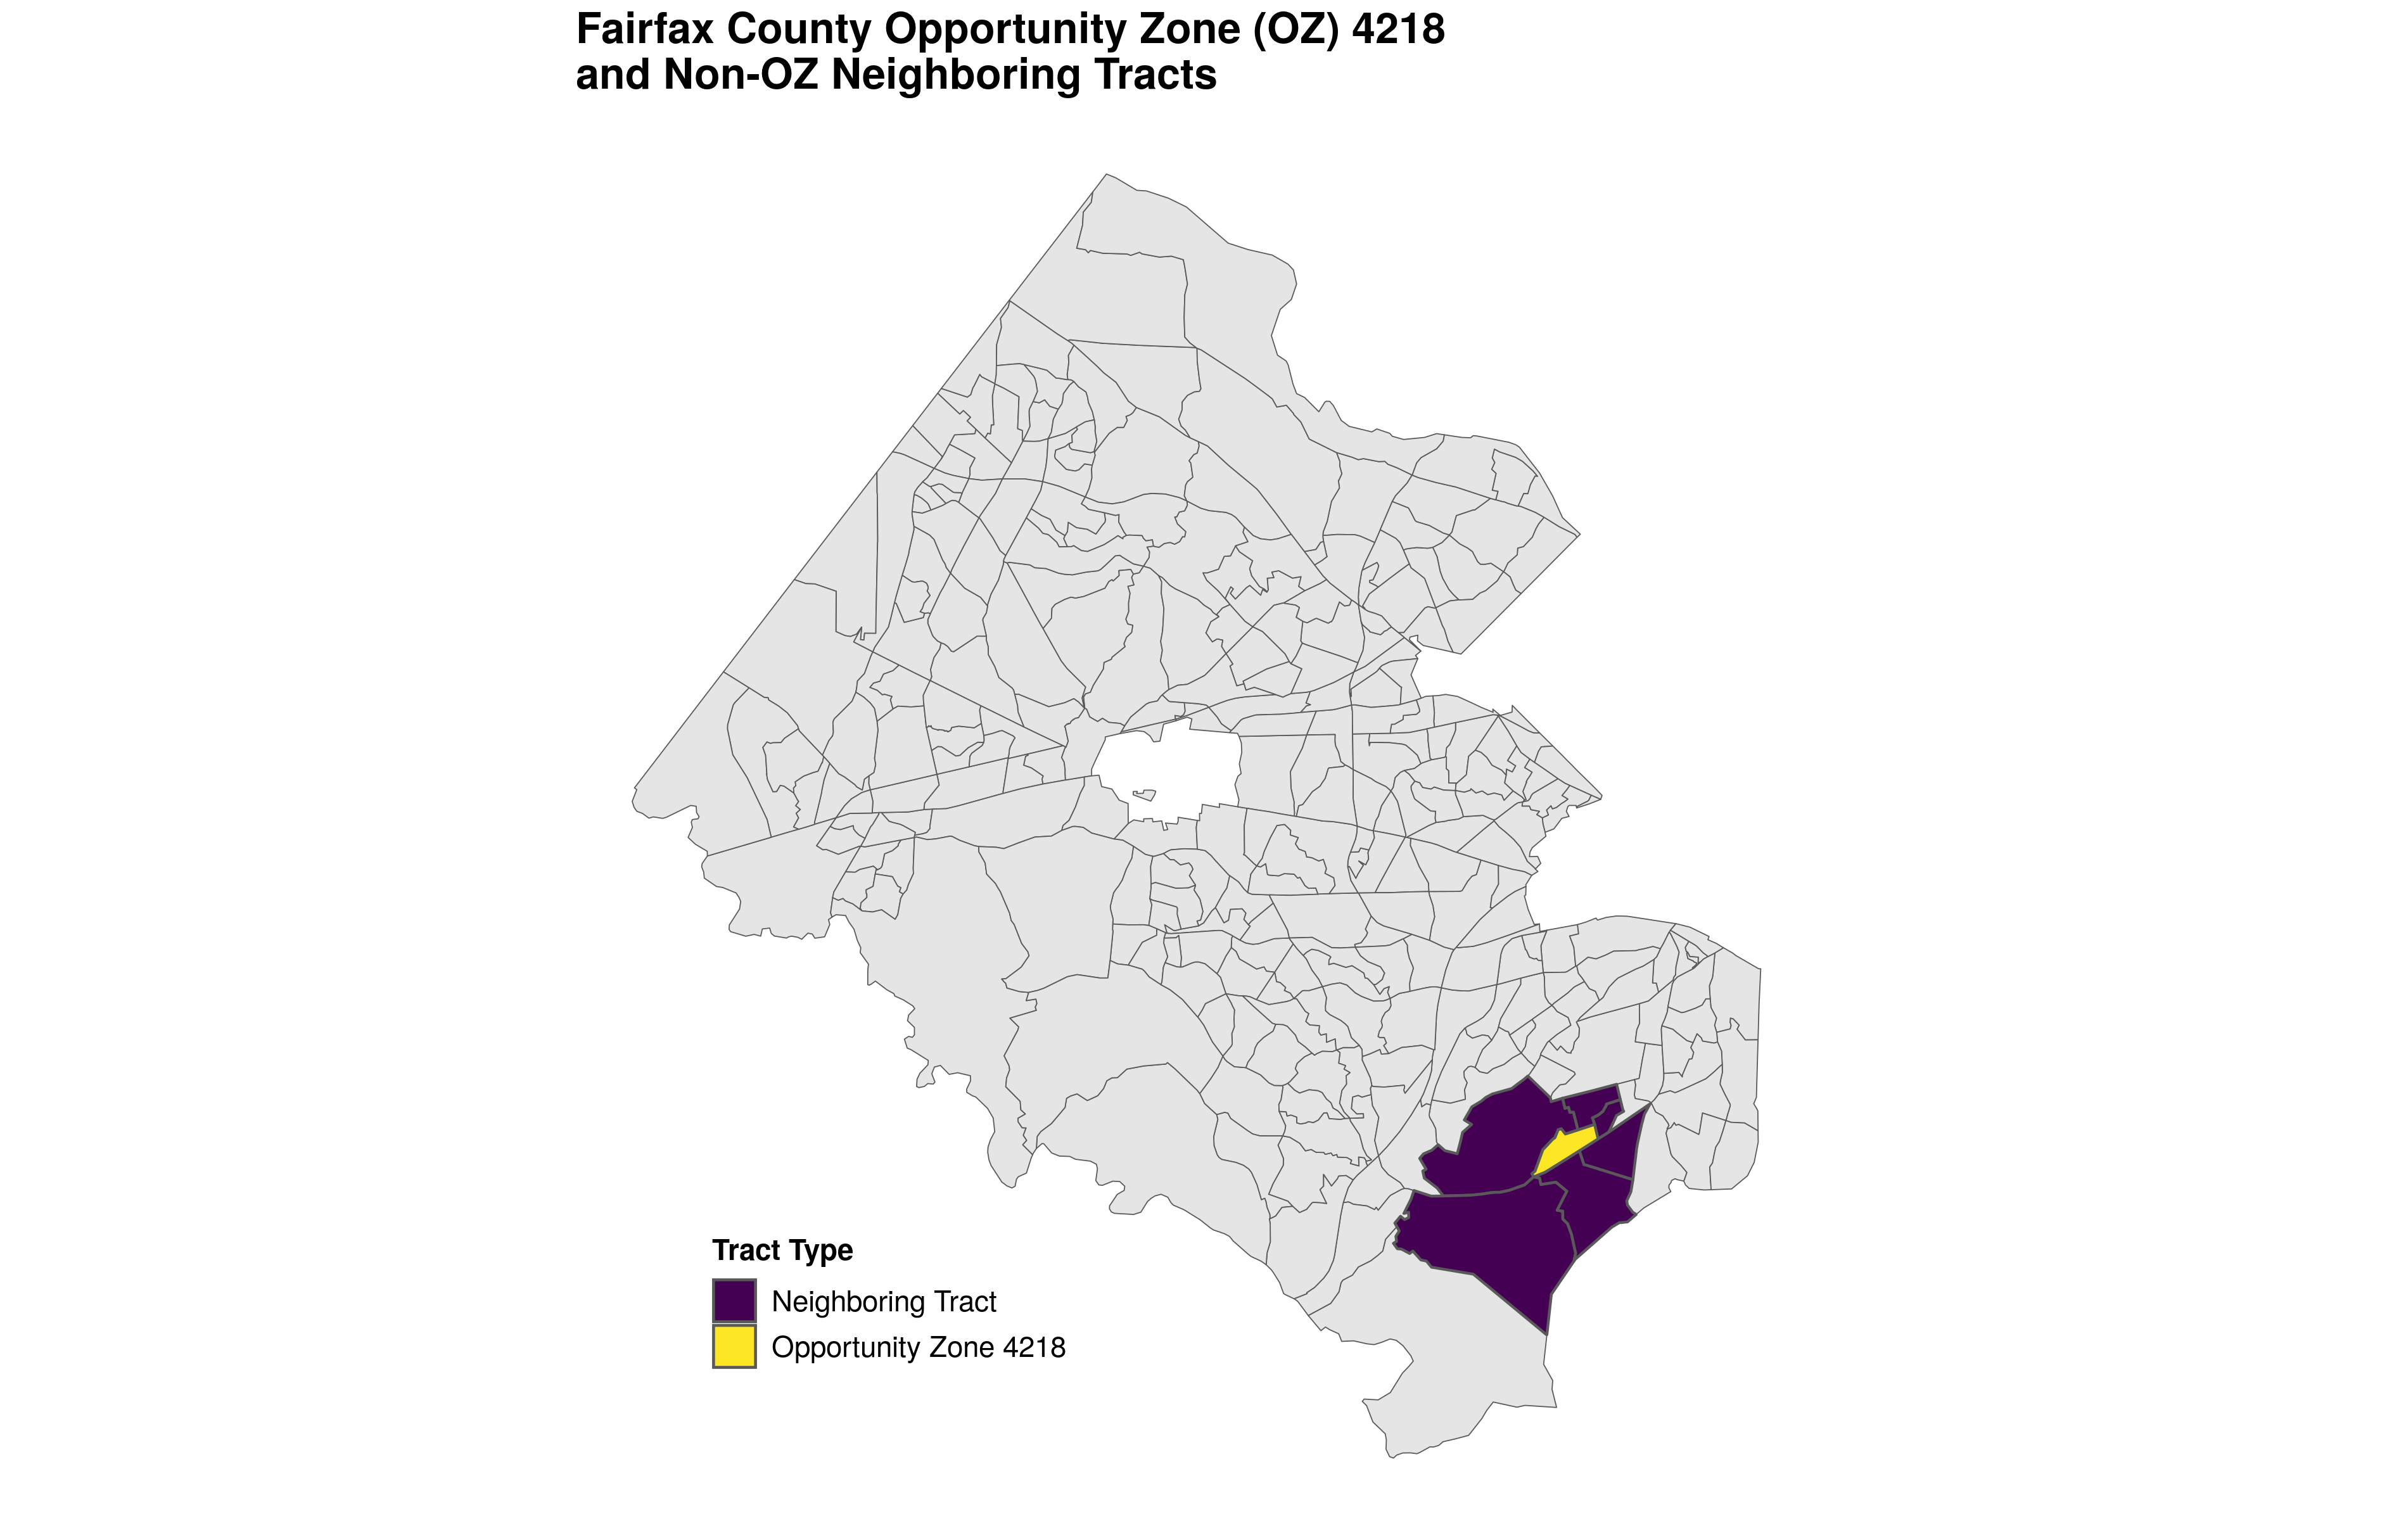 Fairfax County Opportunity Zone (OZ) 4218
and Non-OZ Neighboring Tracts
Tract Type
Neighboring Tract
Opportunity Zone 4218